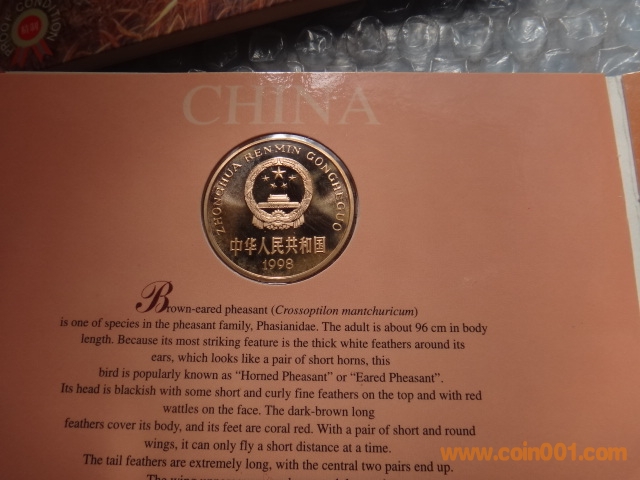 PROOF CONDITION
CHINA
ZHONGHUA RENMIN GONGHEGUO
中华人民共和国
1998
Brown-eared pheasant (Crossoptilon mantchuricum)
is one of species in the pheasant family, Phasianidae. The adult is about 96 cm in body
length. Because its most striking feature is the thick white feathers around its
ears, which looks like a pair of short horns, this
bird is popularly known as “Horned Pheasant” or “Eared Pheasant”.
Its head is blackish with some short and curly fine feathers on the top and with red
wattles on the face. The dark-brown long
feathers cover its body, and its feet are coral red. With a pair of short and round
wings, it can only fly a short distance at a time.
The tail feathers are extremely long, with the central two pairs end up.
www.coin001.com